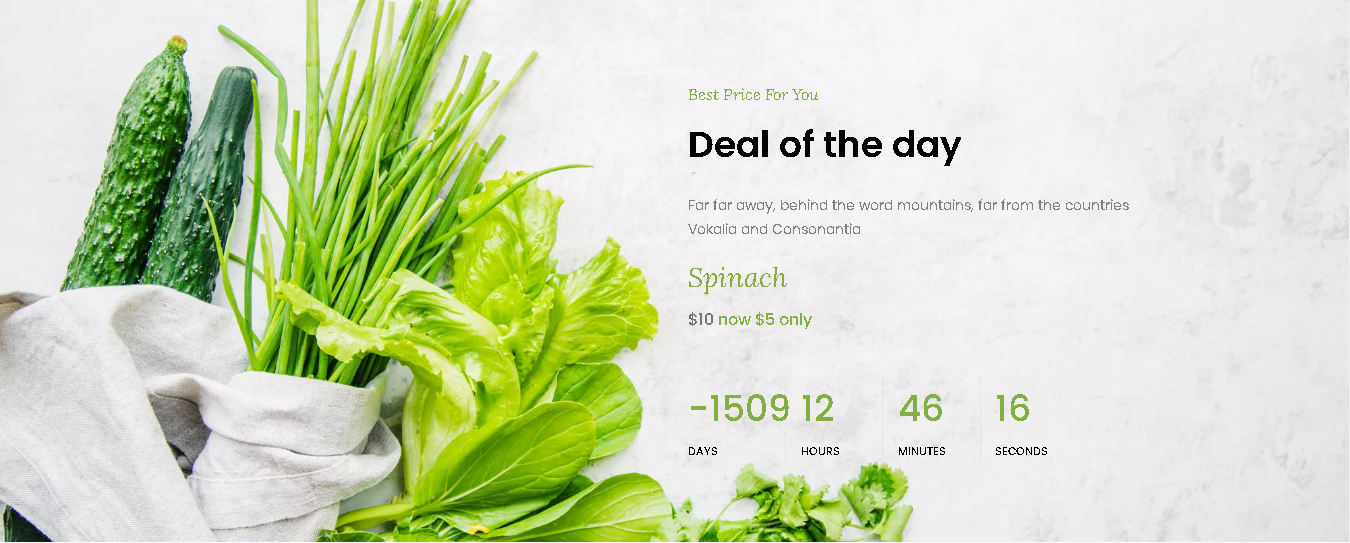 Best Price For You
Deal of the day
Far far away, behind the word mountains, far from the countries
Vokalia and Consonantia
Spinach
$10 now $5 only
-1509 12 46 16
DAYS HOURS MINUTES SECONDS